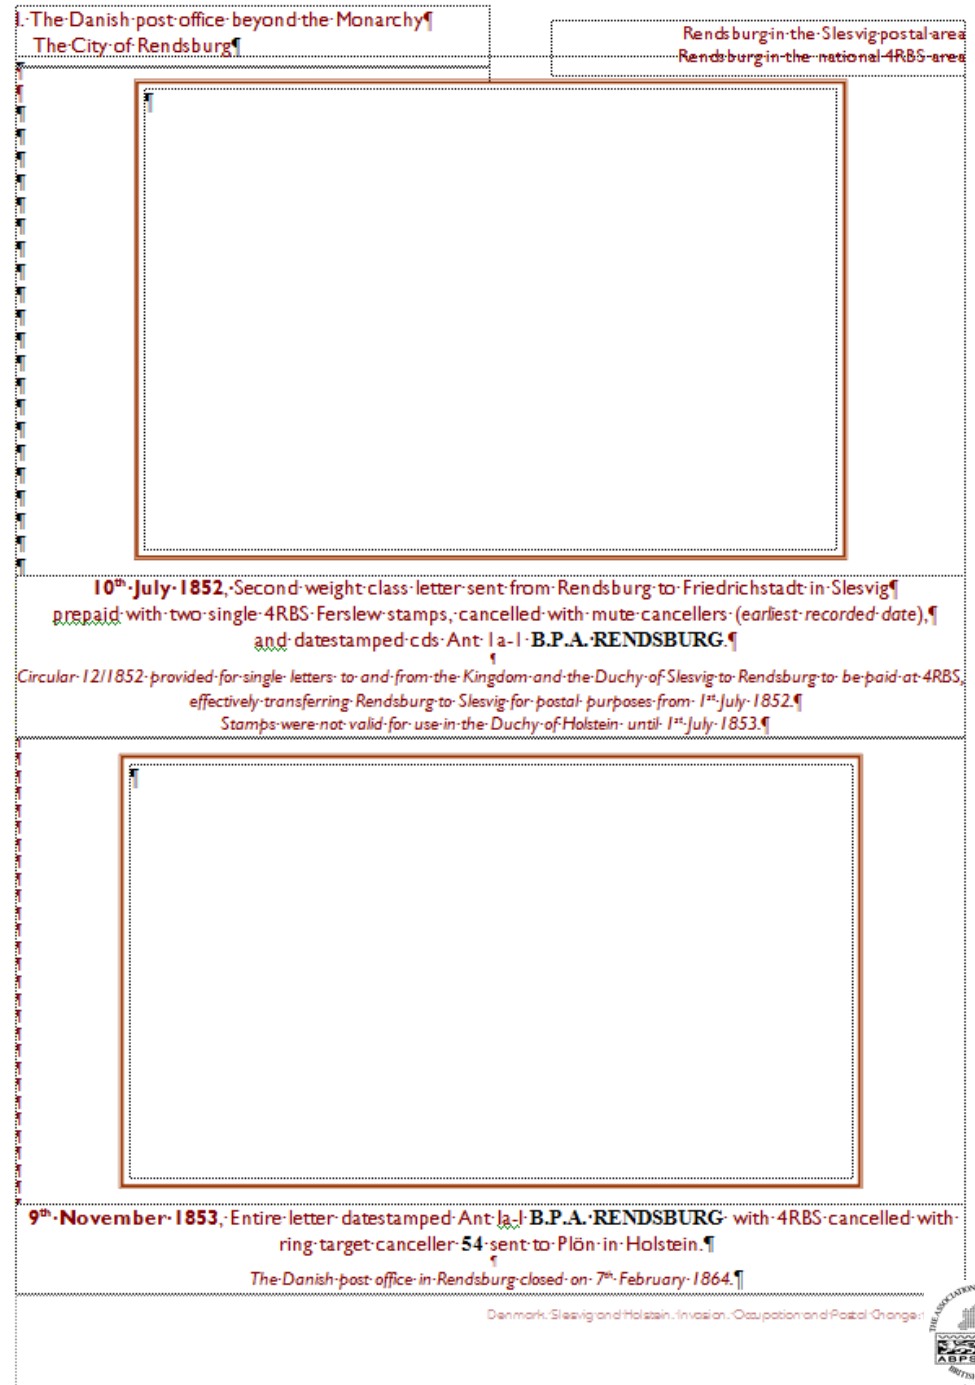 I. The Danish post office beyond the Monarchy¶
The City of Rendsburg¶
Rendsburg in the Slesvig postal area
Rendsburg in the national 4RBS area
10th July 1852, Second weight class letter sent from Rendsburg to Friedrichstadt in Slesvig¶
prepaid with two single 4RBS Ferslew stamps, cancelled with mute cancellers (earliest recorded date),¶
and datestamped cds Ant 1a-1 B.P.A. RENDSBURG.¶
Circular 12/1852 provided for single letters to and from the Kingdom and the Duchy of Slesvig to Rendsburg to be paid at 4RBS,
effectively transferring Rendsburg to Slesvig for postal purposes from 1st July 1852.¶
Stamps were not valid for use in the Duchy of Holstein until 1st July 1853.¶
9th November 1853, Entire letter datestamped Ant Ia-I B.P.A. RENDSBURG with 4RBS cancelled with
ring target canceller 54 sent to Plön in Holstein.¶
The Danish post office in Rendsburg closed on 7th February 1864.¶
Denmark, Slesvig and Holstein. Invasion, Occupation and Postal Change
THE ASSOCIATION
ABPS
BRITIS